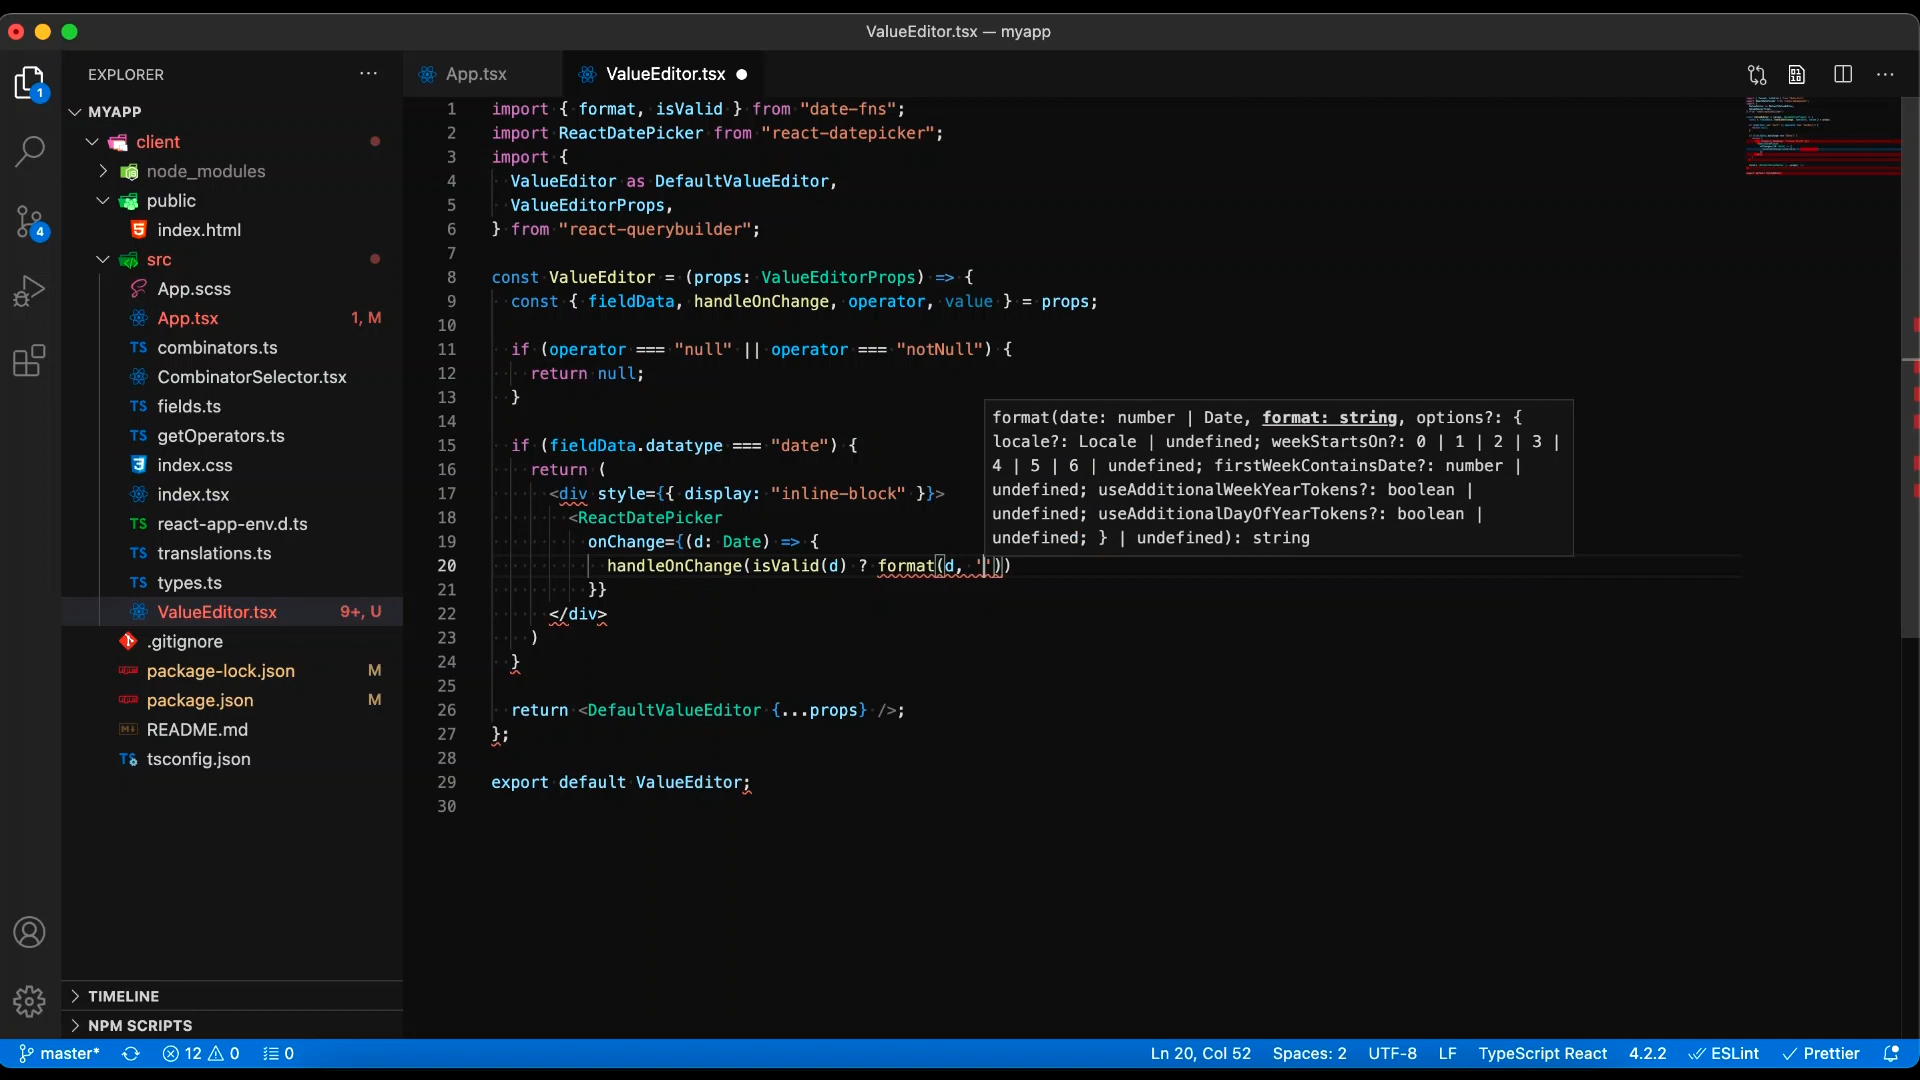 ValueEditor.tsx — myapp
EXPLORER
App.tsx
ValueEditor.tsx
1
4
MYAPP
client
node_modules
public
index.html
src
App.scss
App.tsx 1, M
combinators.ts
CombinatorSelector.tsx
fields.ts
getOperators.ts
index.css
index.tsx
react-app-env.d.ts
translations.ts
types.ts
ValueEditor.tsx 9+, U
.gitignore
package-lock.json M
package.json M
README.md
tsconfig.json
TIMELINE
NPM SCRIPTS
1 import { format, isValid } from "date-fns";
2 import ReactDatePicker from "react-datepicker";
3 import {
4 ValueEditor as DefaultValueEditor,
5 ValueEditorProps,
6 } from "react-querybuilder";
7
8 const ValueEditor = (props: ValueEditorProps) => {
9 const { fieldData, handleOnChange, operator, value } = props;
10
11 if (operator === "null" || operator === "notNull") {
12 return null;
13 }
14
15 if (fieldData.datatype === "date") {
16 return (
17 <div style={{ display: "inline-block" }}>
18 <ReactDatePicker
19 onChange={(d: Date) => {
20 handleOnChange(isValid(d) ? format(d, ''))
21 }}
22 </div>
23 )
24 }
25
26 return <DefaultValueEditor {...props} />;
27 };
28
29 export default ValueEditor;
30
format(date: number | Date, format: string, options?: {
locale?: Locale | undefined; weekStartsOn?: 0 | 1 | 2 | 3 |
4 | 5 | 6 | undefined; firstWeekContainsDate?: number |
undefined; useAdditionalWeekYearTokens?: boolean |
undefined; useAdditionalDayOfYearTokens?: boolean |
undefined; } | undefined): string
master* 12 0 0 Ln 20, Col 52 Spaces: 2 UTF-8 LF TypeScript React 4.2.2 ESLint Prettier